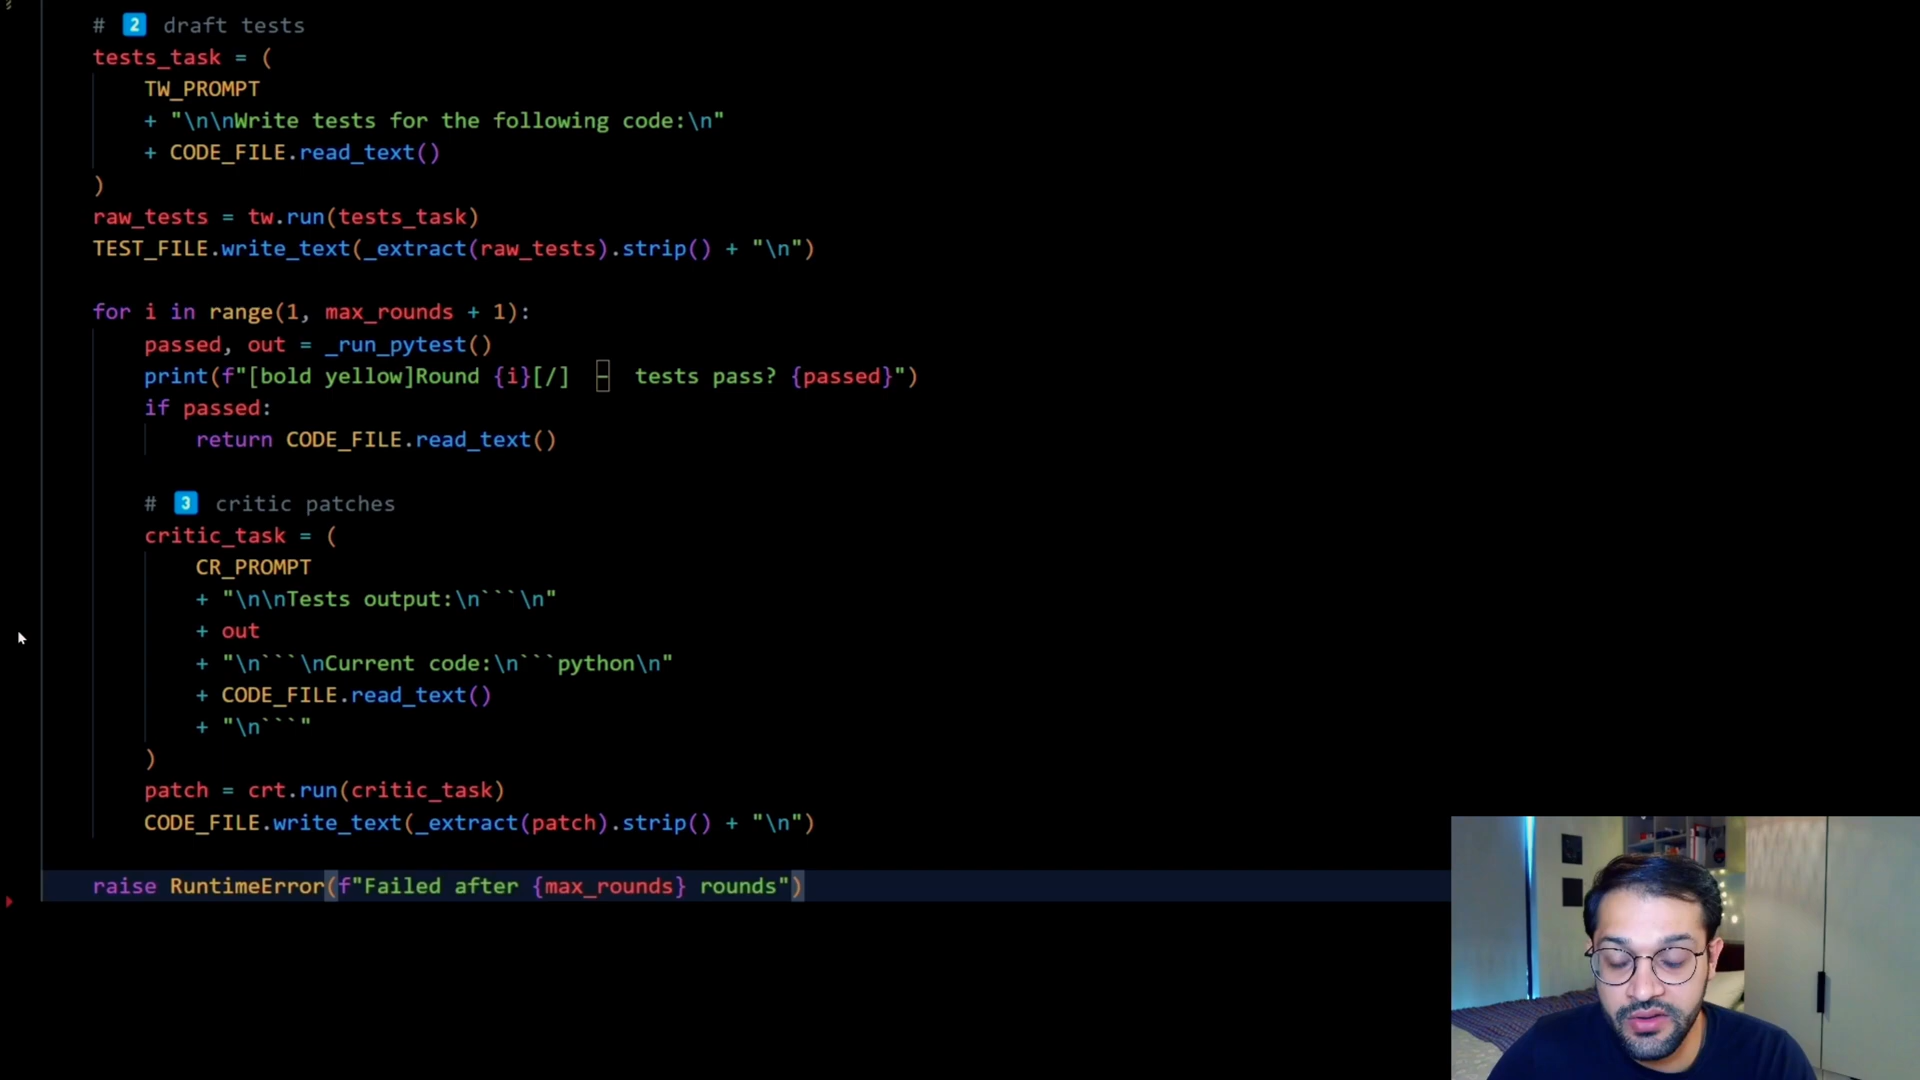 # 2 draft tests
tests_task = (
TW_PROMPT
+ "\n\nWrite tests for the following code:\n"
+ CODE_FILE.read_text()
)
raw_tests = tw.run(tests_task)
TEST_FILE.write_text(_extract(raw_tests).strip() + "\n")
for i in range(1, max_rounds + 1):
passed, out = _run_pytest()
print(f"[bold yellow]Round {i}[/] – tests pass? {passed}")
if passed:
return CODE_FILE.read_text()
# 3 critic patches
critic_task = (
CR_PROMPT
+ "\n\nTests output:\n```\n"
+ out
+ "\n```\nCurrent code:\n```python\n"
+ CODE_FILE.read_text()
+ "\n```"
)
patch = crt.run(critic_task)
CODE_FILE.write_text(_extract(patch).strip() + "\n")
raise RuntimeError(f"Failed after {max_rounds} rounds")